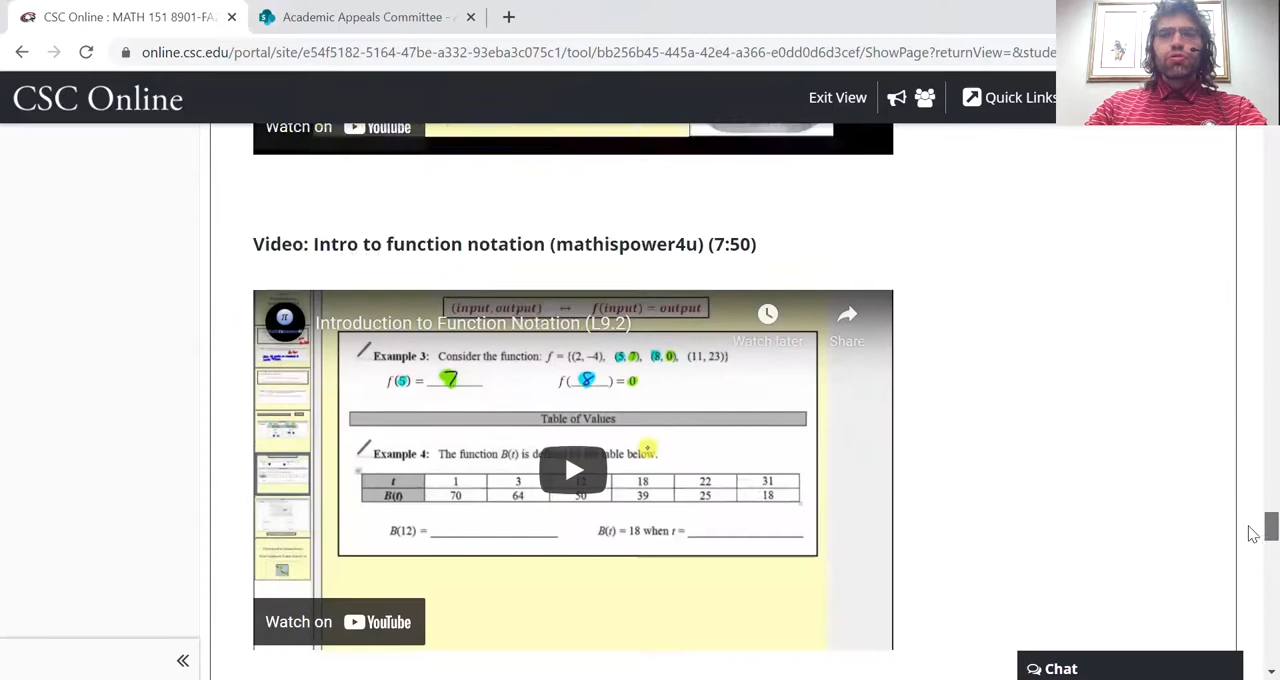 CSC Online : MATH 151 8901-FA
Academic Appeals Committee -
online.csc.edu/portal/site/e54f5182-5164-47be-a332-93eba3c075c1/tool/bb256b45-445a-42e4-a366-e0dd0d6d3cef/ShowPage?returnView=&stude
CSC Online
Exit View
Quick Links
Watch on YouTube
Video: Intro to function notation (mathispower4u) (7:50)
(input, output) ↔ f(input) = output
Introduction to Function Notation (L9.2)
Watch later
Share
Example 3: Consider the function: f = {(2, −4), (5, 7), (8, 0), (11, 23)}
f(5) = 7 f( 8 ) = 0
Table of Values
Example 4: The function B(t) is defined table below.
t 1 3 12 18 22 31
B(t) 70 64 50 39 25 18
B(12) = ____ B(t) = 18 when t = ____
Watch on YouTube
Chat